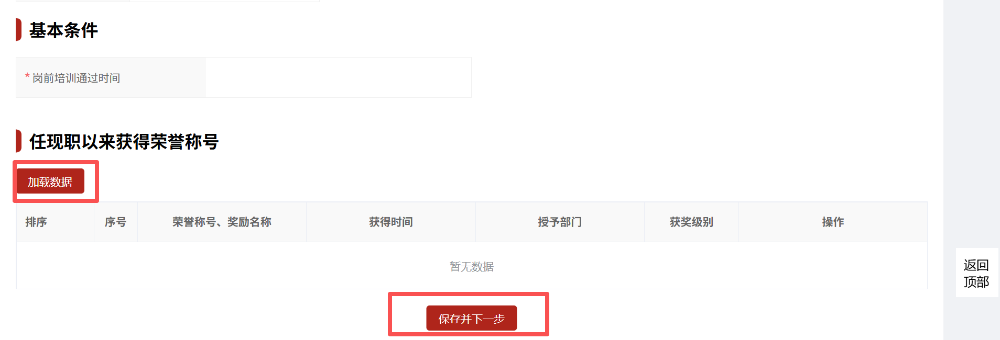 基本条件
* 岗前培训通过时间
任现职以来获得荣誉称号
加载数据
排序 序号 荣誉称号、奖励名称 获得时间 授予部门 获奖级别 操作
暂无数据
保存并下一步
返回
顶部